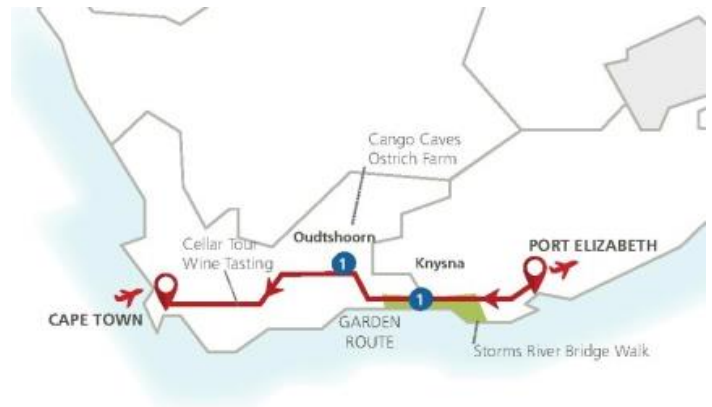 Cango Caves
Ostrich Farm
Cellar Tour
Wine Tasting
Oudtshoorn
1
Knysna
1
PORT ELIZABETH
CAPE TOWN
GARDEN
ROUTE
Storms River Bridge Walk